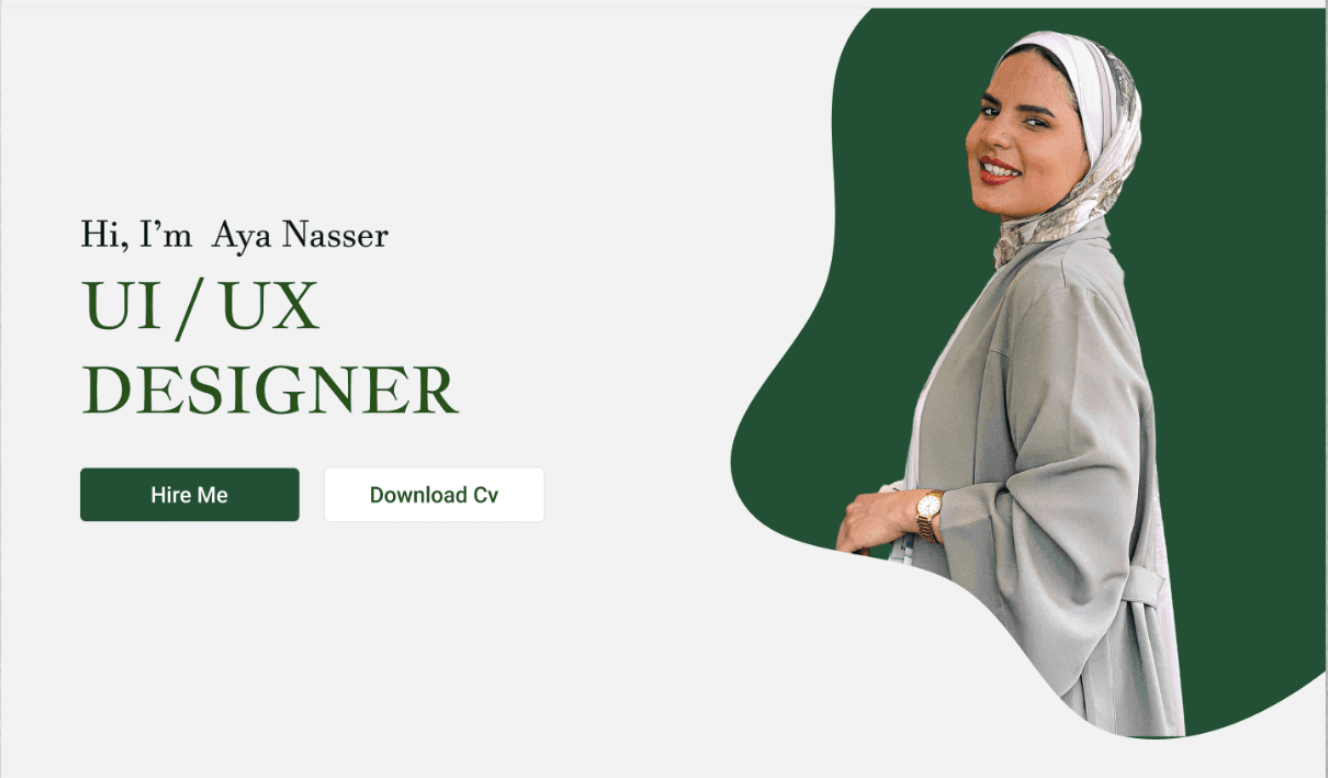 Hi, I’m Aya Nasser
UI / UX
DESIGNER
Hire Me
Download Cv